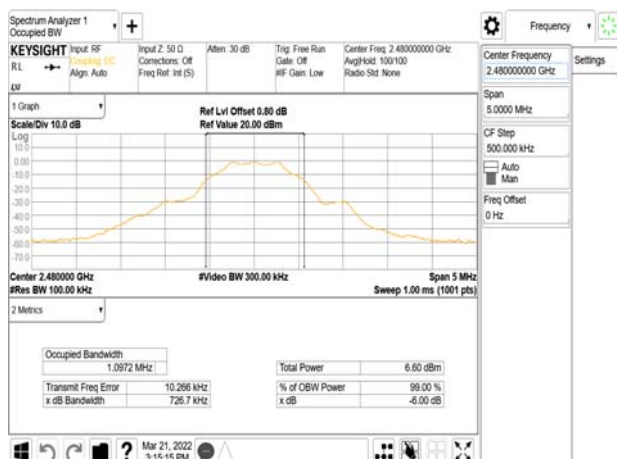 Spectrum Analyzer 1
Occupied BW
Frequency
KEYSIGHT
RL
Input: RF
Coupling: DC
Align: Auto
Input Z: 50 Ω
Corrections: Off
Freq Ref: Int (S)
Atten: 30 dB
Trig: Free Run
Gate: Off
#IF Gain: Low
Center Freq: 2.480000000 GHz
Avg|Hold: 100/100
Radio Std: None
Center Frequency
2.480000000 GHz
Settings
Span
5.0000 MHz
CF Step
500.000 kHz
Auto
Man
Freq Offset
0 Hz
1 Graph
Scale/Div 10.0 dB
Ref Lvl Offset 0.80 dB
Ref Value 20.00 dBm
Log
10.0
0.00
-10.0
-20.0
-30.0
-40.0
-50.0
-60.0
-70.0
Center 2.480000 GHz
#Res BW 100.00 kHz
#Video BW 300.00 kHz
Span 5 MHz
Sweep 1.00 ms (1001 pts)
2 Metrics
Occupied Bandwidth
1.0972 MHz
Total Power 6.60 dBm
Transmit Freq Error 10.266 kHz
% of OBW Power 99.00 %
x dB Bandwidth 726.7 kHz
x dB -6.00 dB
?
Mar 21, 2022
3:15:15 PM